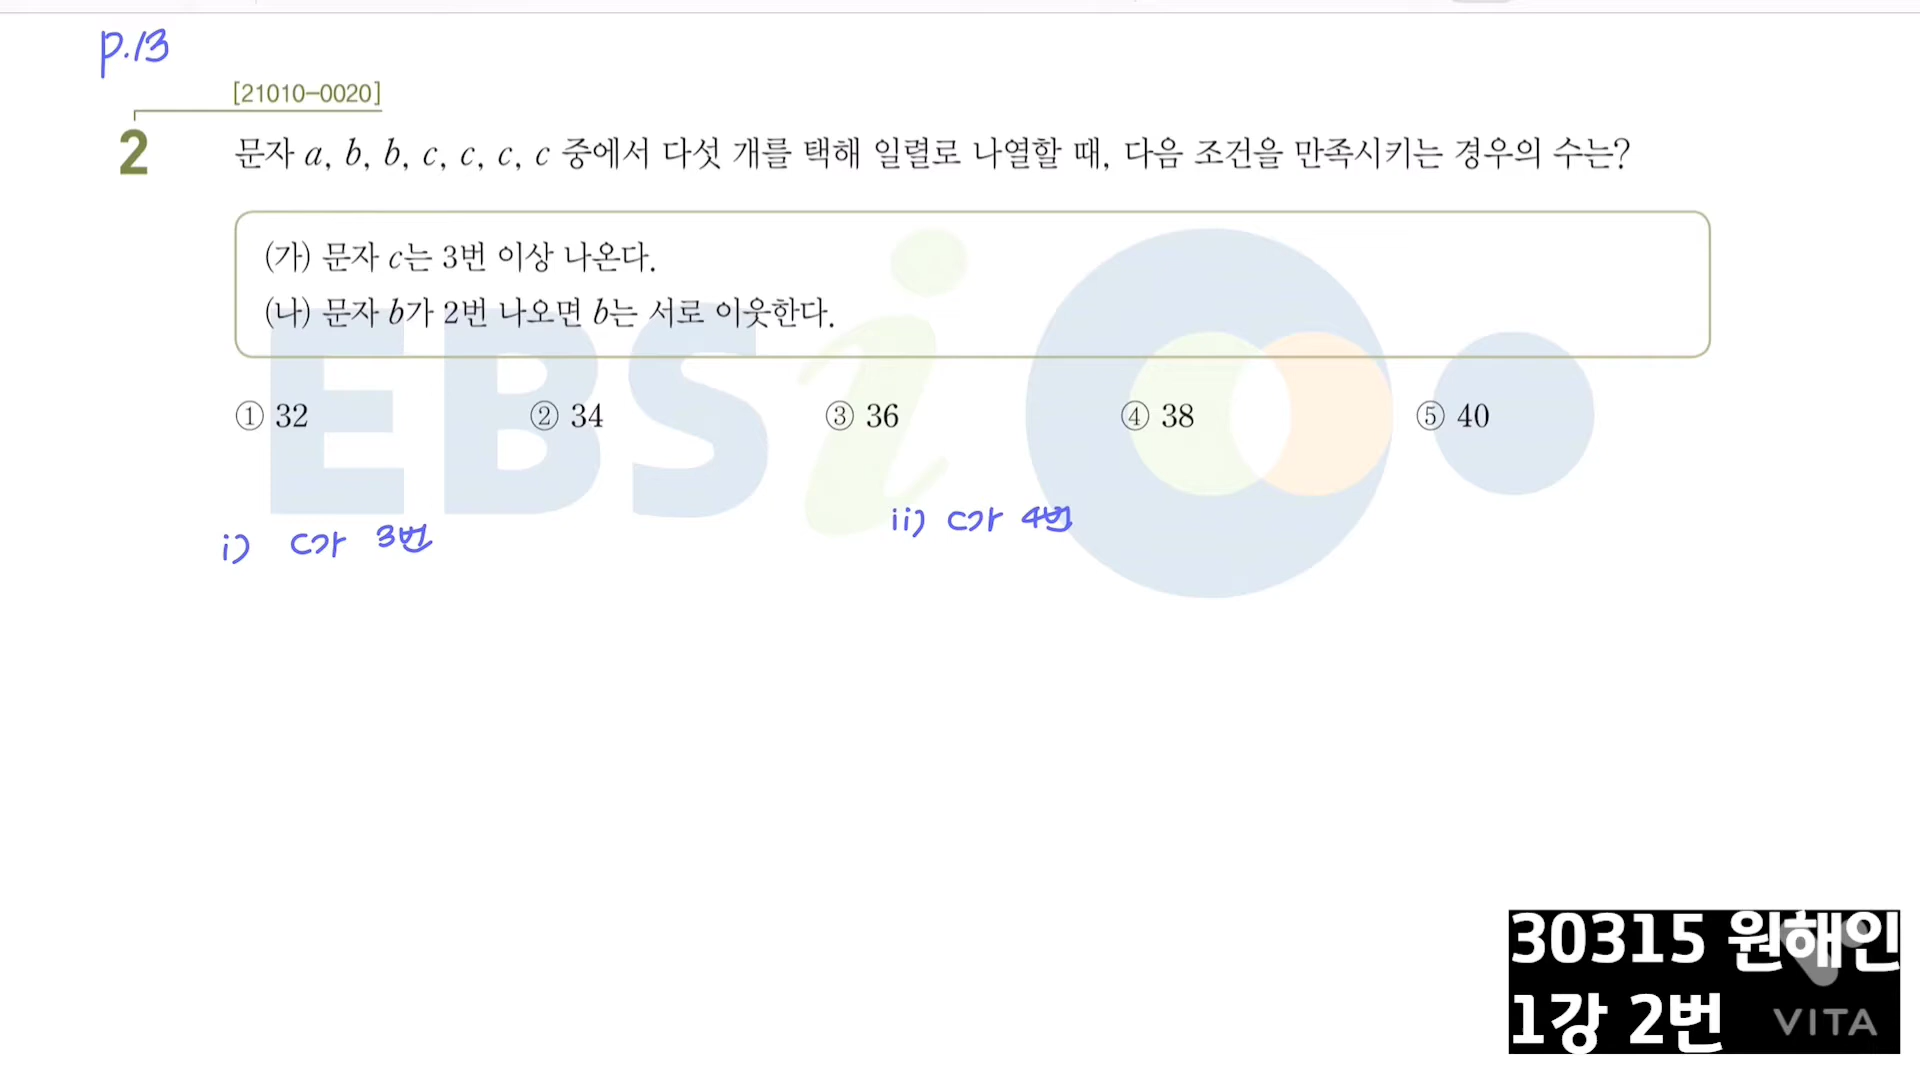 p.13
[21010-0020]
2 문자 a, b, b, c, c, c, c 중에서 다섯 개를 택해 일렬로 나열할 때, 다음 조건을 만족시키는 경우의 수는?
(가) 문자 c는 3번 이상 나온다.
(나) 문자 b가 2번 나오면 b는 서로 이웃한다.
① 32 ② 34 ③ 36 ④ 38 ⑤ 40
EBSi
i) c가 3번 ii) c가 4번
30315 원해인
1강 2번
VITA